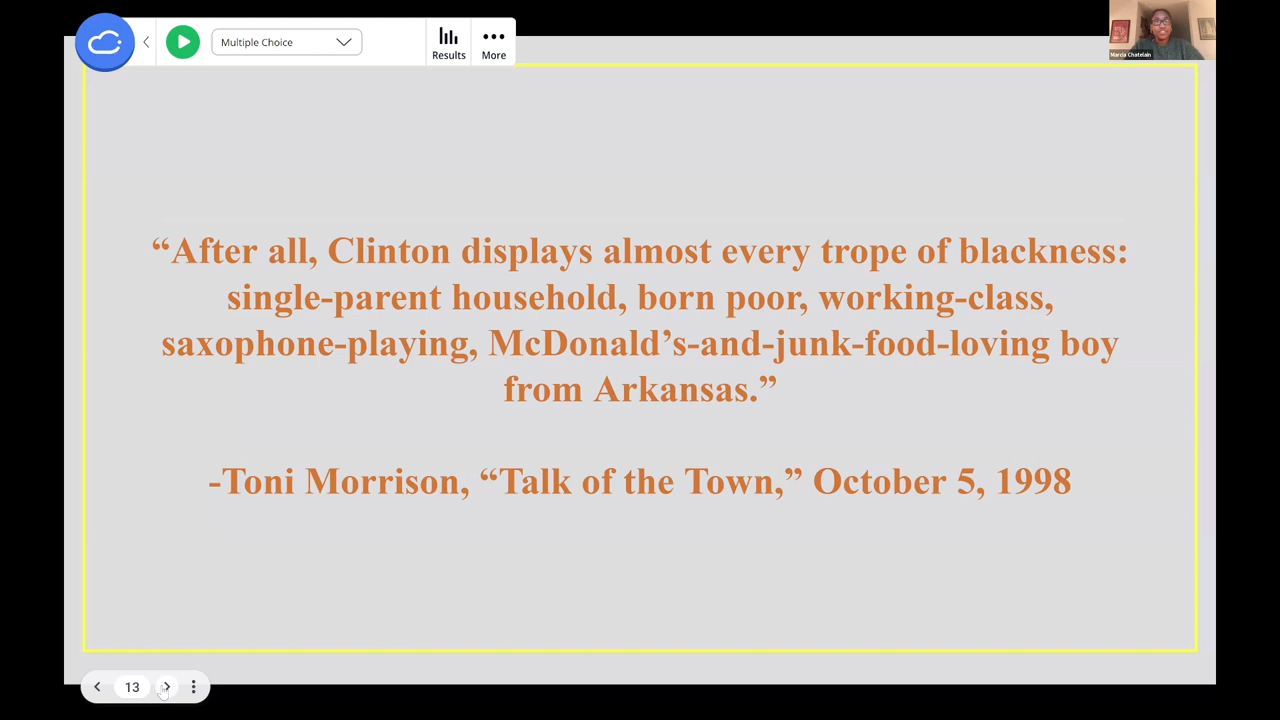 Multiple Choice
Results
More
Marcia Chatelain
“After all, Clinton displays almost every trope of blackness:
single-parent household, born poor, working-class,
saxophone-playing, McDonald’s-and-junk-food-loving boy
from Arkansas.”
-Toni Morrison, “Talk of the Town,” October 5, 1998
13